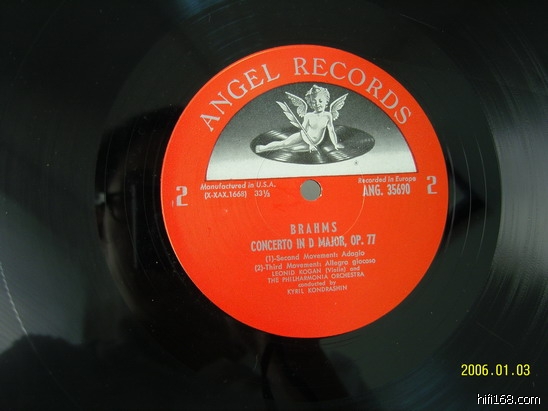 ANGEL RECORDS
2
Manufactured in U.S.A.
(X-XAX.1668) 33⅓
Recorded in Europe
ANG. 35690
2
BRAHMS
CONCERTO IN D MAJOR, OP. 77
(1)-Second Movement: Adagio
(2)-Third Movement: Allegro giocoso
LEONID KOGAN (Violin) and
THE PHILHARMONIA ORCHESTRA
conducted by
KYRIL KONDRASHIN
2006.01.03
hifi168.com